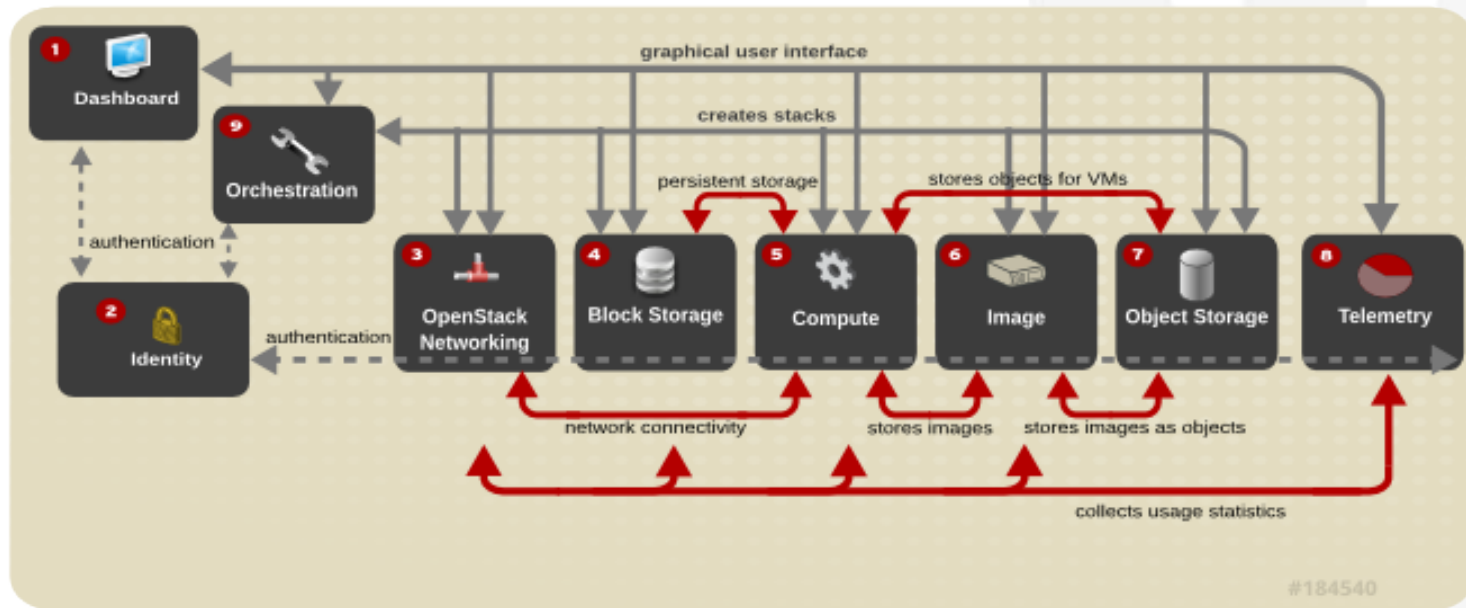 graphical user interface
1
Dashboard
creates stacks
9
Orchestration
persistent storage
stores objects for VMs
authentication
3
OpenStack
Networking
4
Block Storage
5
Compute
6
Image
7
Object Storage
8
Telemetry
2
Identity
authentication
network connectivity
stores images
stores images as objects
collects usage statistics
#184540